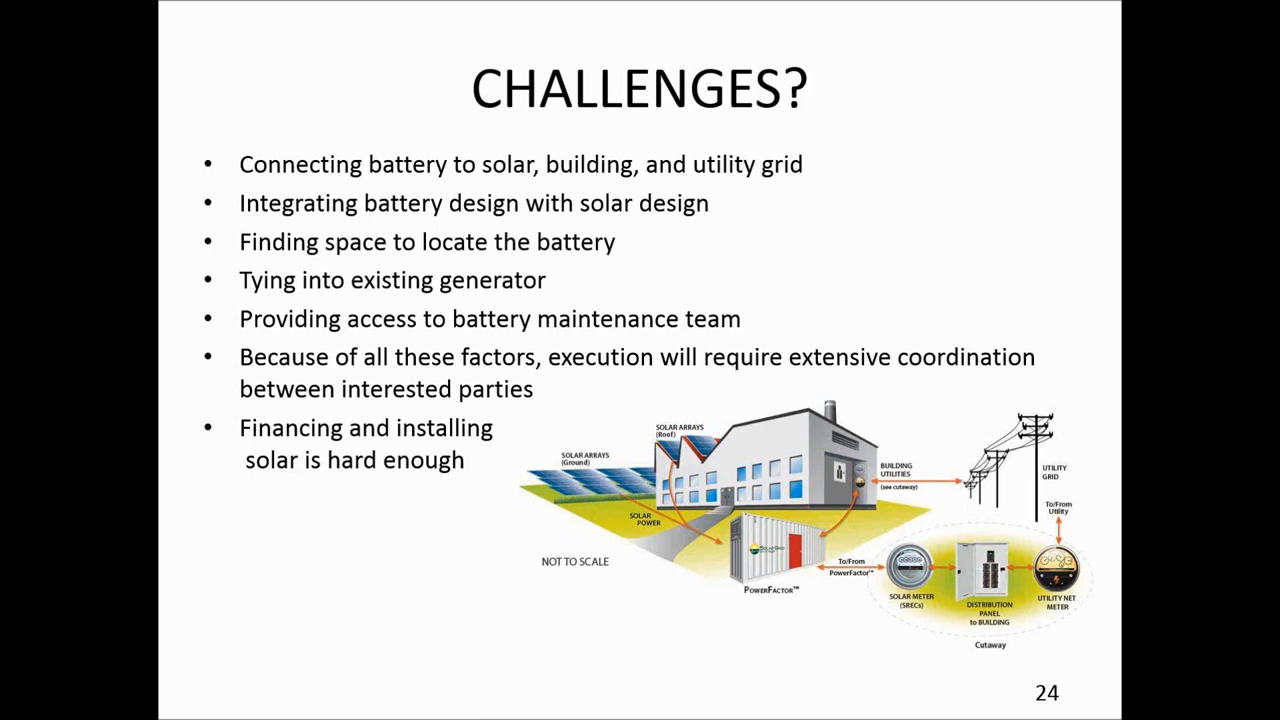 CHALLENGES?
• Connecting battery to solar, building, and utility grid
• Integrating battery design with solar design
• Finding space to locate the battery
• Tying into existing generator
• Providing access to battery maintenance team
• Because of all these factors, execution will require extensive coordination
between interested parties
• Financing and installing
solar is hard enough
SOLAR ARRAYS
(Roof)
SOLAR ARRAYS
(Ground)
BUILDING
UTILITIES
(see cutaway)
UTILITY
GRID
SOLAR
POWER
To/From
Utility
NOT TO SCALE
SOLARGRID
STORAGE
To/From
PowerFactor™
POWERFACTOR™
SOLAR METER
(SRECs)
DISTRIBUTION
PANEL
to BUILDING
UTILITY NET
METER
Cutaway
24